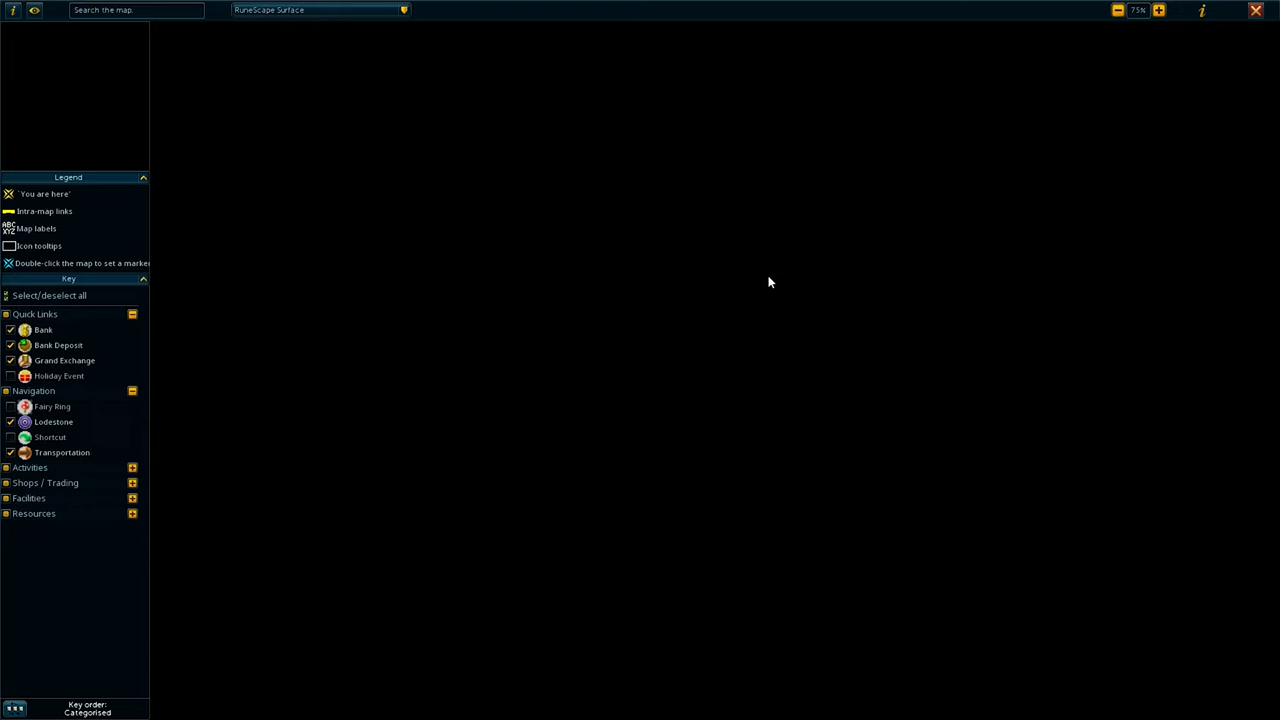 Search the map.
RuneScape Surface
75%
Legend
`You are here'
Intra-map links
ABC
XYZ
Map labels
Icon tooltips
Double-click the map to set a marker
Key
Select/deselect all
Quick Links
Bank
Bank Deposit
Grand Exchange
Holiday Event
Navigation
Fairy Ring
Lodestone
Shortcut
Transportation
Activities
Shops / Trading
Facilities
Resources
Key order:
Categorised